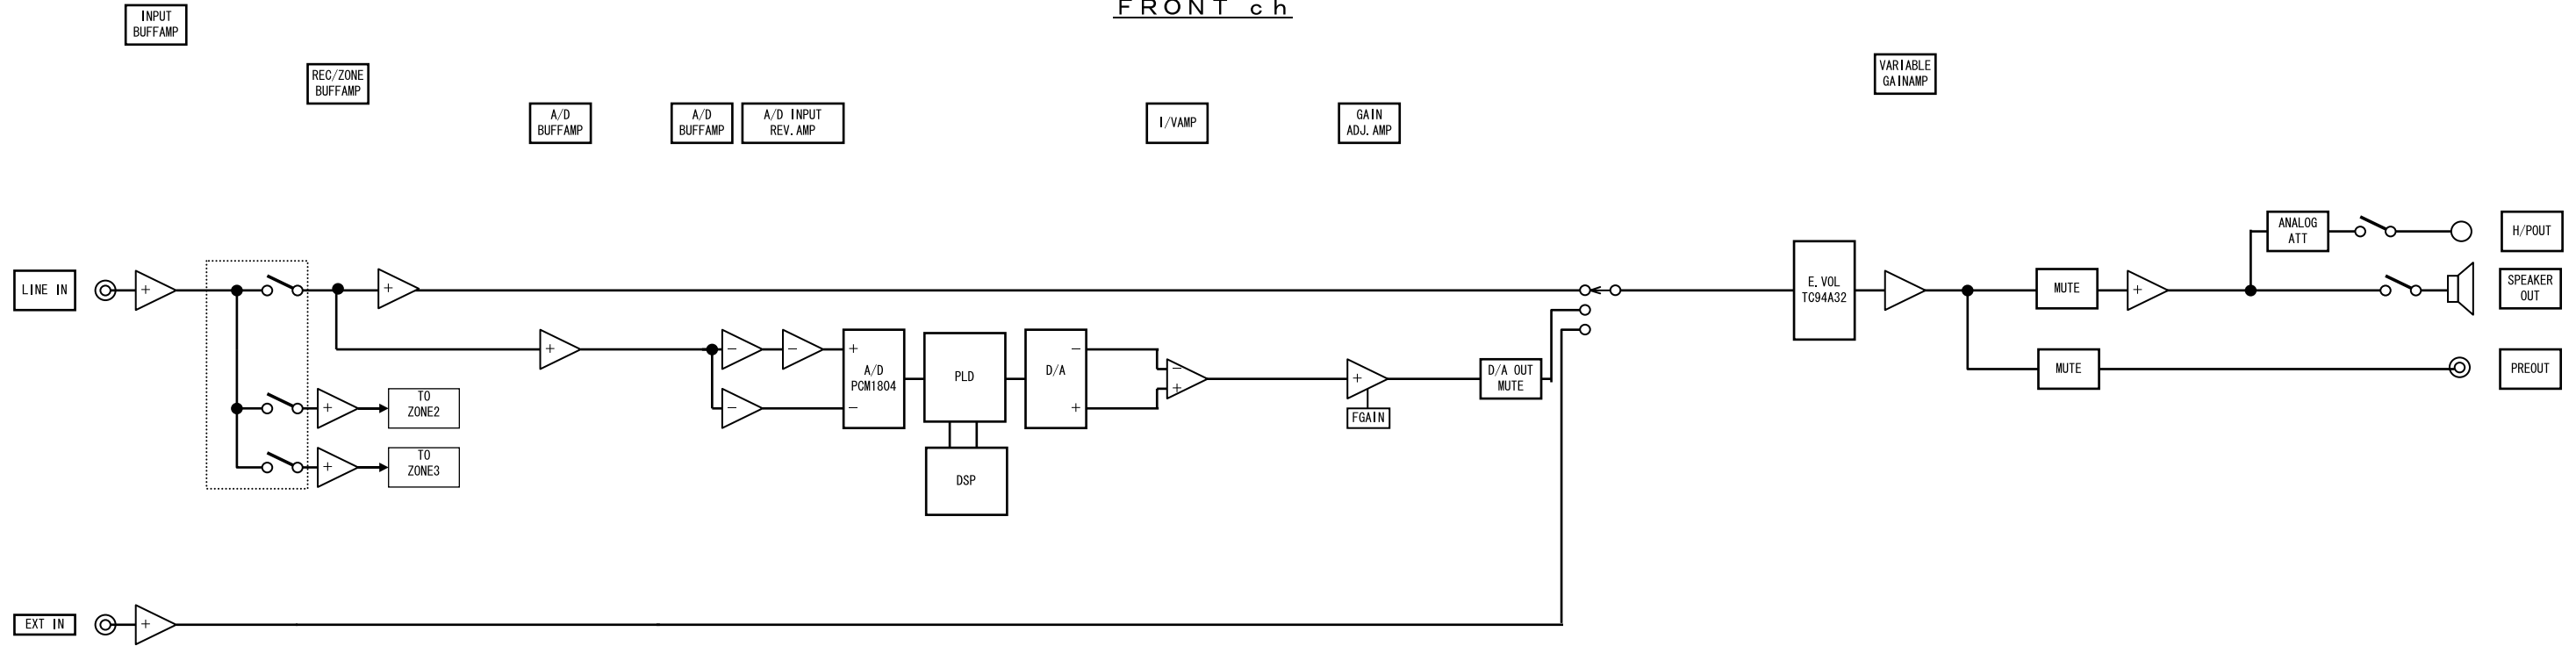 FRONT ch
INPUT
BUFFAMP
REC/ZONE
BUFFAMP
VARIABLE
GAINAMP
A/D
BUFFAMP
A/D
BUFFAMP
A/D INPUT
REV.AMP
I/VAMP
GAIN
ADJ.AMP
ANALOG
ATT
H/POUT
LINE IN
+
+
E.VOL
TC94A32
MUTE
+
SPEAKER
OUT
+
-
-
+
A/D
PCM1804
-
PLD
-
D/A
+
-
+
+
FGAIN
D/A OUT
MUTE
MUTE
PREOUT
-
+
TO
ZONE2
+
TO
ZONE3
DSP
EXT IN
+